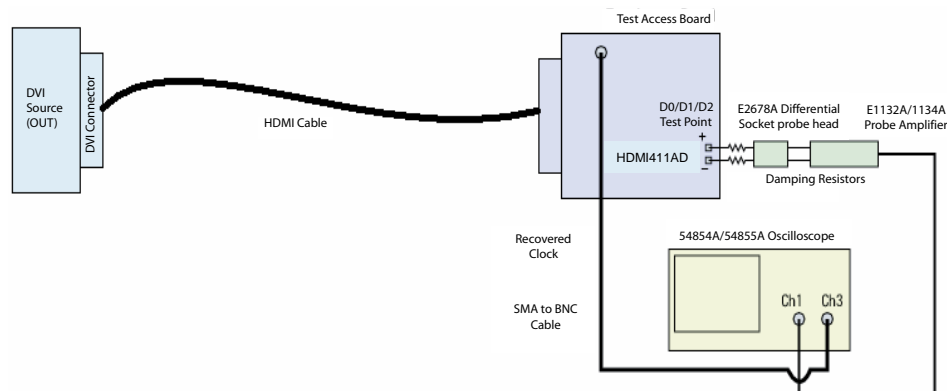 Test Access Board
DVI
Source
(OUT)
DVI Connector
HDMI Cable
D0/D1/D2
Test Point
+
HDMI411AD
−
E2678A Differential
Socket probe head
E1132A/1134A
Probe Amplifier
Damping Resistors
Recovered
Clock
54854A/54855A Oscilloscope
SMA to BNC
Cable
Ch1
Ch3